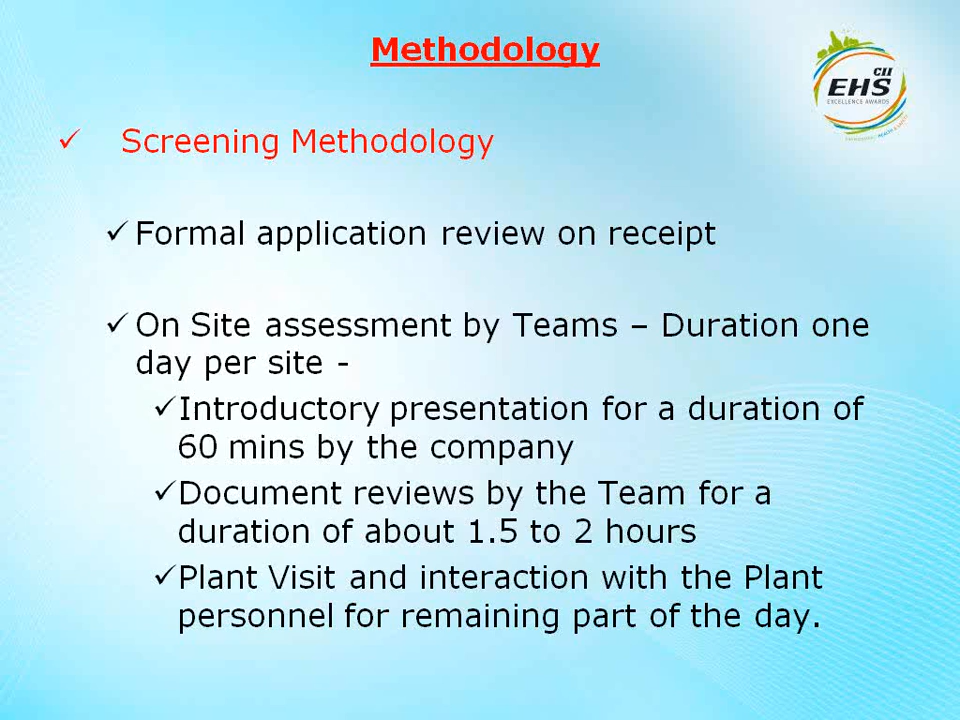 Methodology
CII
EHS
EXCELLENCE AWARDS
✓ Screening Methodology
✓ Formal application review on receipt
✓ On Site assessment by Teams – Duration one
day per site -
✓ Introductory presentation for a duration of
60 mins by the company
✓ Document reviews by the Team for a
duration of about 1.5 to 2 hours
✓ Plant Visit and interaction with the Plant
personnel for remaining part of the day.